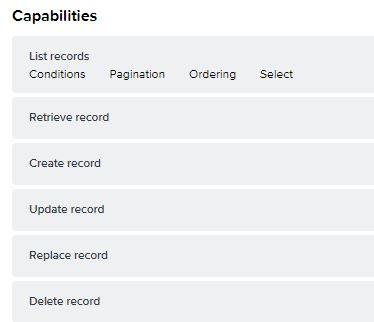 Capabilities
List records
Conditions Pagination Ordering Select
Retrieve record
Create record
Update record
Replace record
Delete record